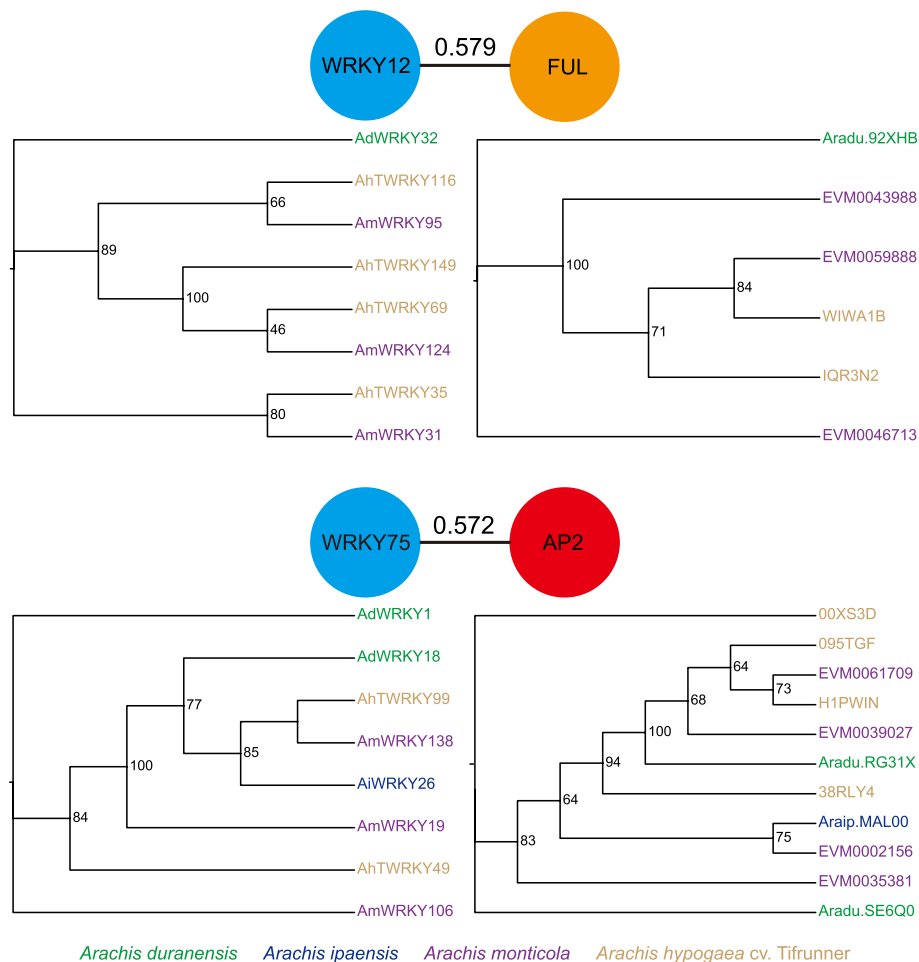 0.579
WRKY12 FUL
AdWRKY32
AhTWRKY116
66
AmWRKY95
89
AhTWRKY149
100
AhTWRKY69
46
AmWRKY124
AhTWRKY35
80
AmWRKY31
Aradu.92XHB
EVM0043988
100
EVM0059888
84
WIWA1B
71
IQR3N2
EVM0046713
0.572
WRKY75 AP2
AdWRKY1
AdWRKY18
77
AhTWRKY99
AmWRKY138
85
AiWRKY26
100
84
AmWRKY19
AhTWRKY49
AmWRKY106
00XS3D
095TGF
64
EVM0061709
73
H1PWIN
68
EVM0039027
100
Aradu.RG31X
94
38RLY4
64
Araip.MAL00
75
EVM0002156
83
EVM0035381
Aradu.SE6Q0
Arachis duranensis Arachis ipaensis Arachis monticola Arachis hypogaea cv. Tifrunner